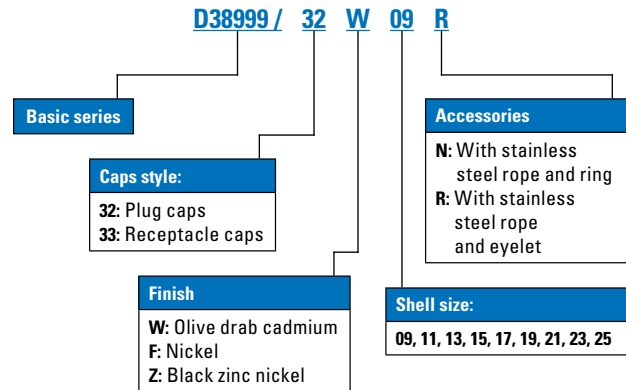 D38999 / 32 W 09 R
Basic series
Caps style:
32: Plug caps
33: Receptacle caps
Finish
W: Olive drab cadmium
F: Nickel
Z: Black zinc nickel
Accessories
N: With stainless
steel rope and ring
R: With stainless
steel rope
and eyelet
Shell size:
09, 11, 13, 15, 17, 19, 21, 23, 25